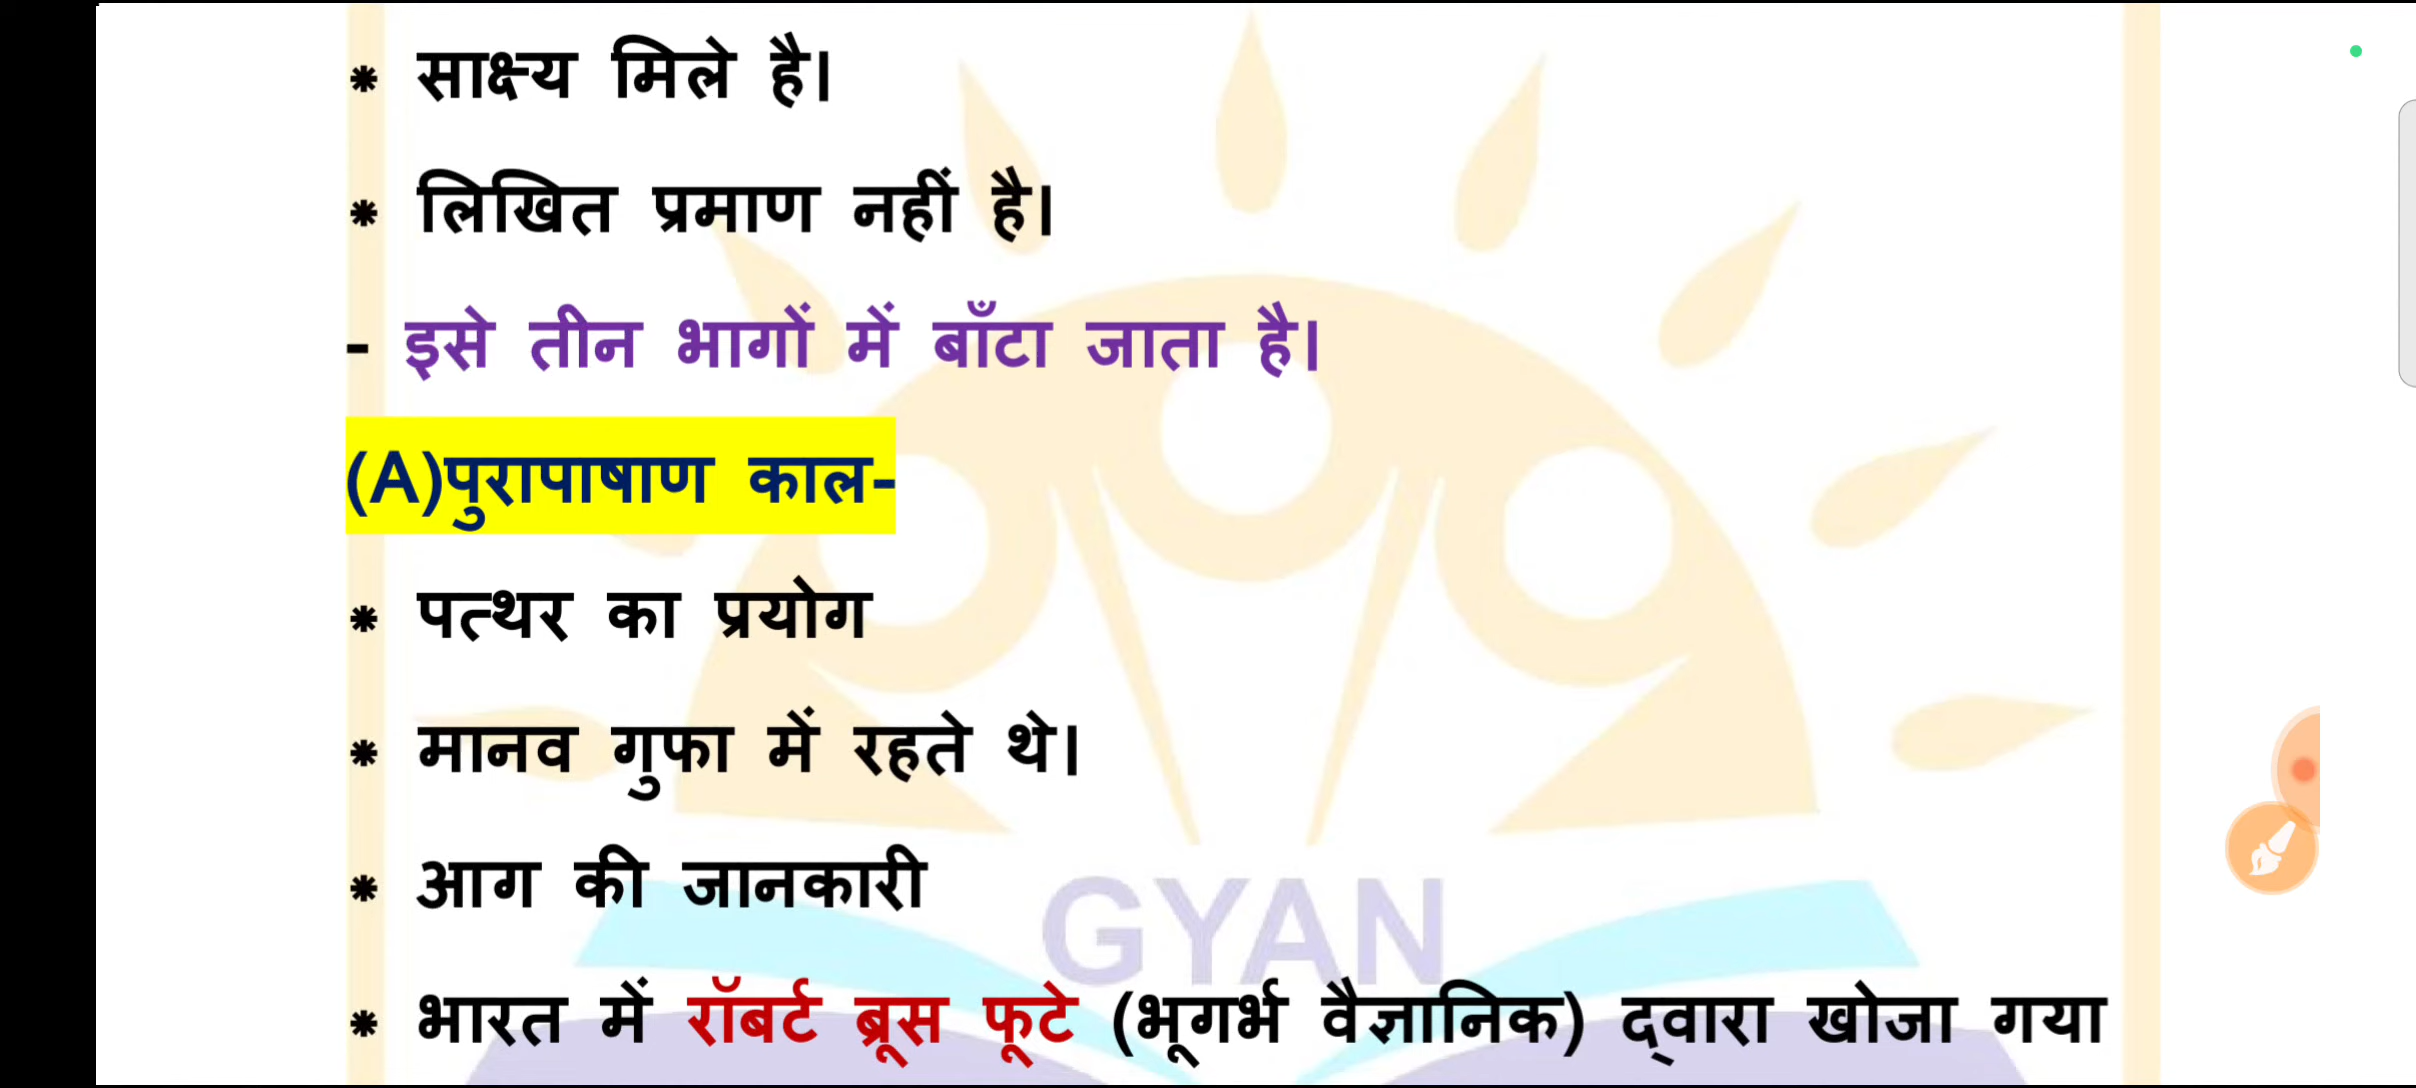 * साक्ष्य मिले है।
* लिखित प्रमाण नहीं है।
- इसे तीन भागों में बाँटा जाता है।
(A)पुरापाषाण काल-
* पत्थर का प्रयोग
* मानव गुफा में रहते थे।
* आग की जानकारी
GYAN
* भारत में रॉबर्ट ब्रूस फूटे (भूगर्भ वैज्ञानिक) द्वारा खोजा गया